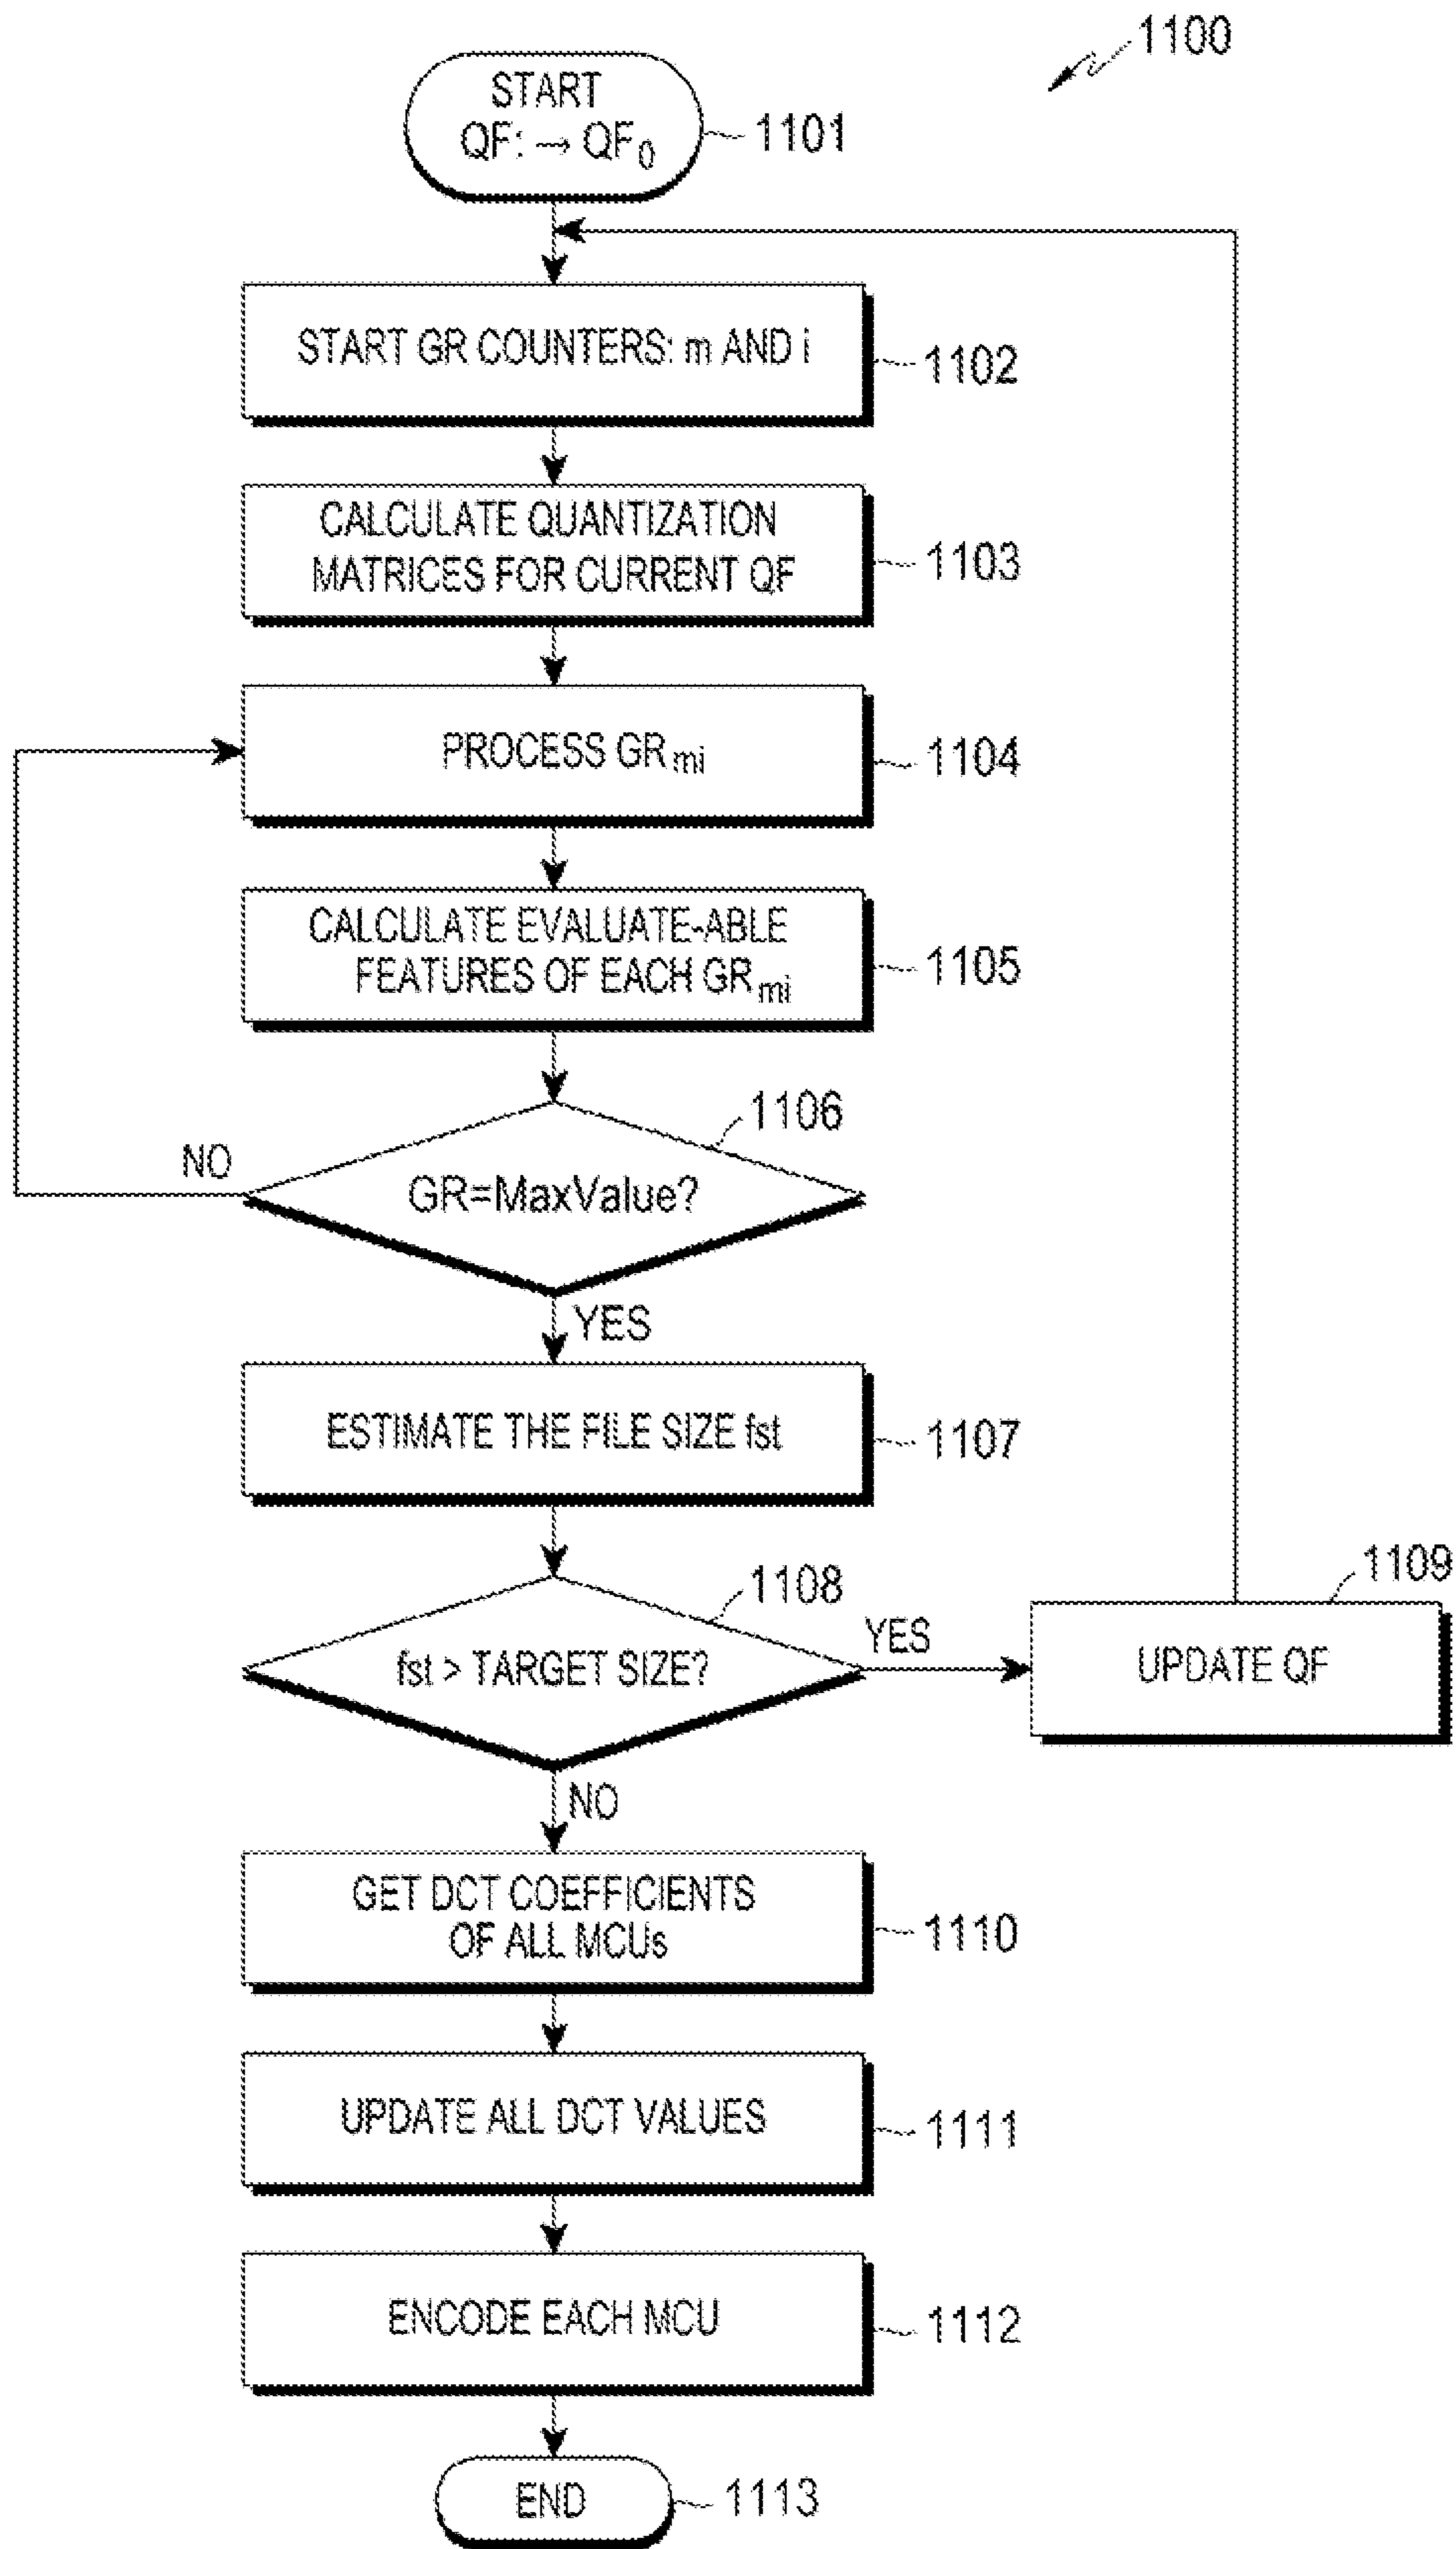 1100
START
QF: → QF0
1101
START GR COUNTERS: m AND i
1102
CALCULATE QUANTIZATION
MATRICES FOR CURRENT QF
1103
PROCESS GRmi
1104
CALCULATE EVALUATE-ABLE
FEATURES OF EACH GRmi
1105
1106
NO
GR=MaxValue?
YES
ESTIMATE THE FILE SIZE fst
1107
1108
1109
fst > TARGET SIZE?
YES
UPDATE QF
NO
GET DCT COEFFICIENTS
OF ALL MCUs
1110
UPDATE ALL DCT VALUES
1111
ENCODE EACH MCU
1112
END
1113